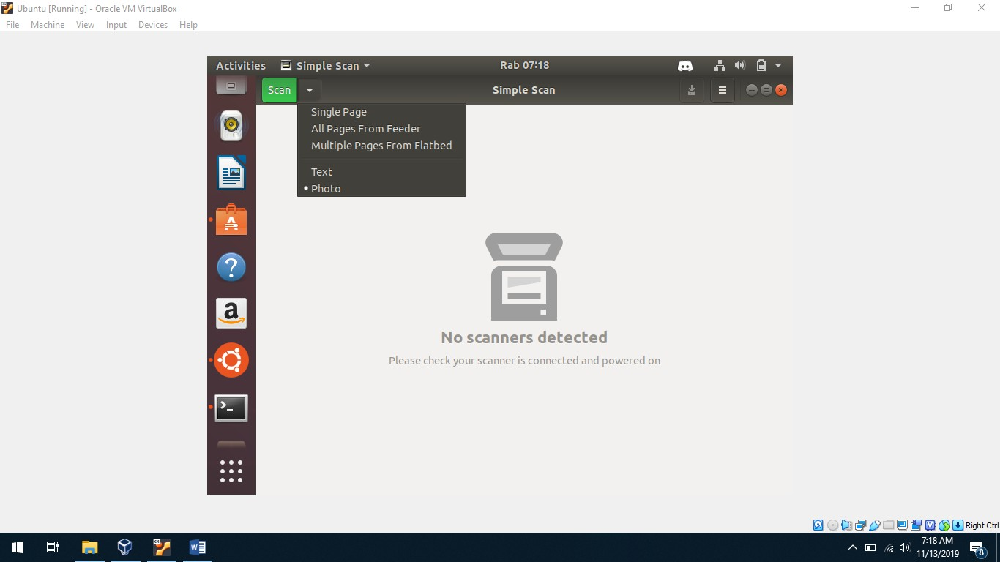 Ubuntu [Running] - Oracle VM VirtualBox
File Machine View Input Devices Help
Activities Simple Scan Rab 07:18
Scan Simple Scan
Single Page
All Pages From Feeder
Multiple Pages From Flatbed
Text
Photo
No scanners detected
Please check your scanner is connected and powered on
Right Ctrl
7:18 AM
11/13/2019
8